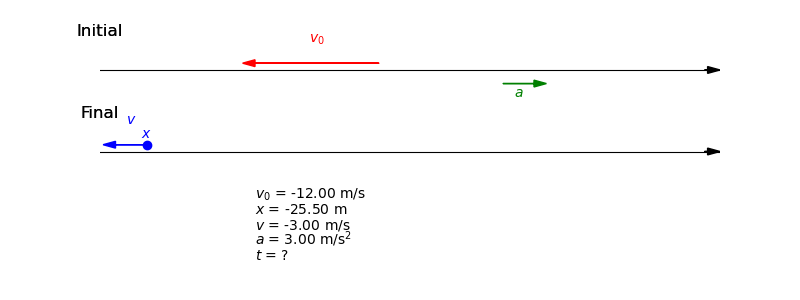 Initial
v₀
a
Final
v
x
v₀ = -12.00 m/s
x = -25.50 m
v = -3.00 m/s
a = 3.00 m/s²
t = ?